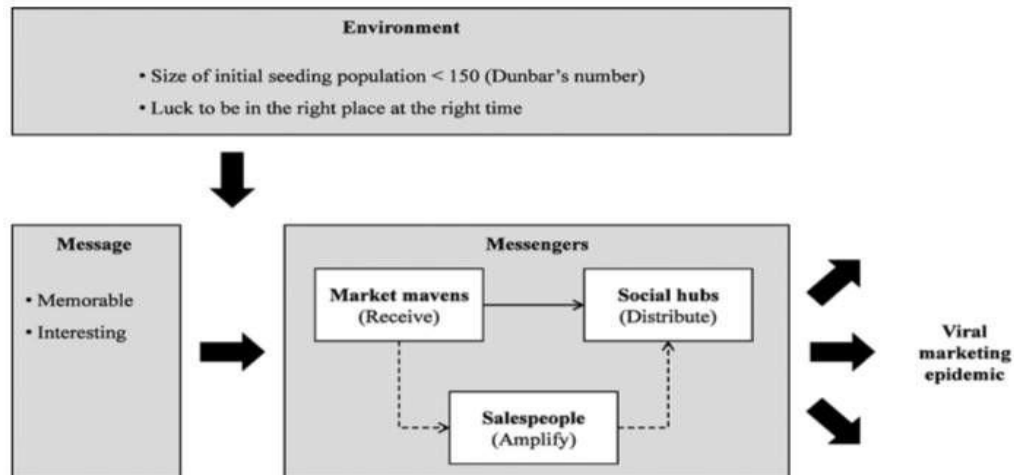 Environment
• Size of initial seeding population < 150 (Dunbar's number)
• Luck to be in the right place at the right time
Message
• Memorable
• Interesting
Messengers
Market mavens
(Receive)
Social hubs
(Distribute)
Salespeople
(Amplify)
Viral
marketing
epidemic